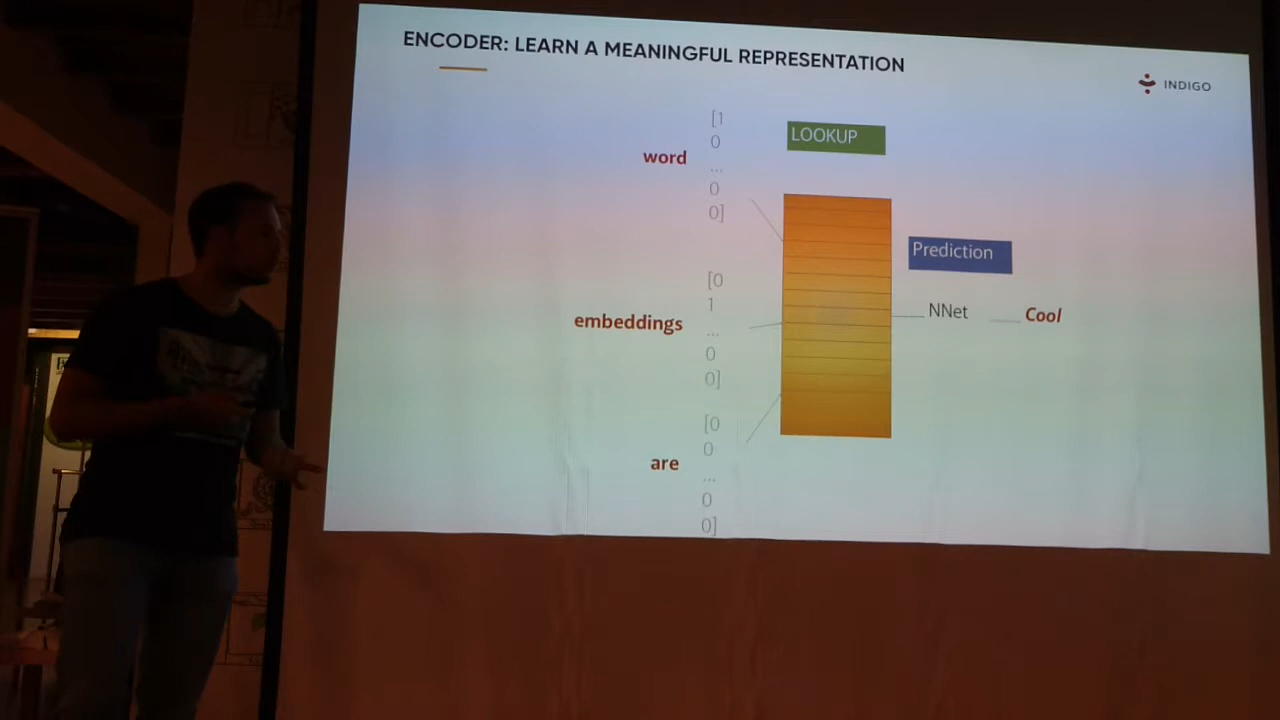 ENCODER: LEARN A MEANINGFUL REPRESENTATION
INDIGO
word
[1
0
...
0
0]
LOOKUP
embeddings
[0
1
...
0
0]
Prediction
NNet
Cool
are
[0
0
...
0
0]